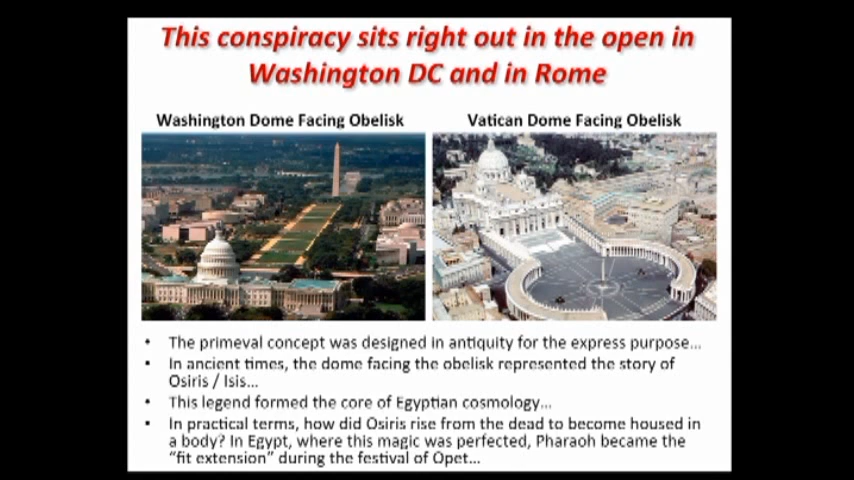 This conspiracy sits right out in the open in
Washington DC and in Rome
Washington Dome Facing Obelisk
Vatican Dome Facing Obelisk
• The primeval concept was designed in antiquity for the express purpose...
• In ancient times, the dome facing the obelisk represented the story of
Osiris / Isis...
• This legend formed the core of Egyptian cosmology...
• In practical terms, how did Osiris rise from the dead to become housed in
a body? In Egypt, where this magic was perfected, Pharaoh became the
“fit extension” during the festival of Opet...